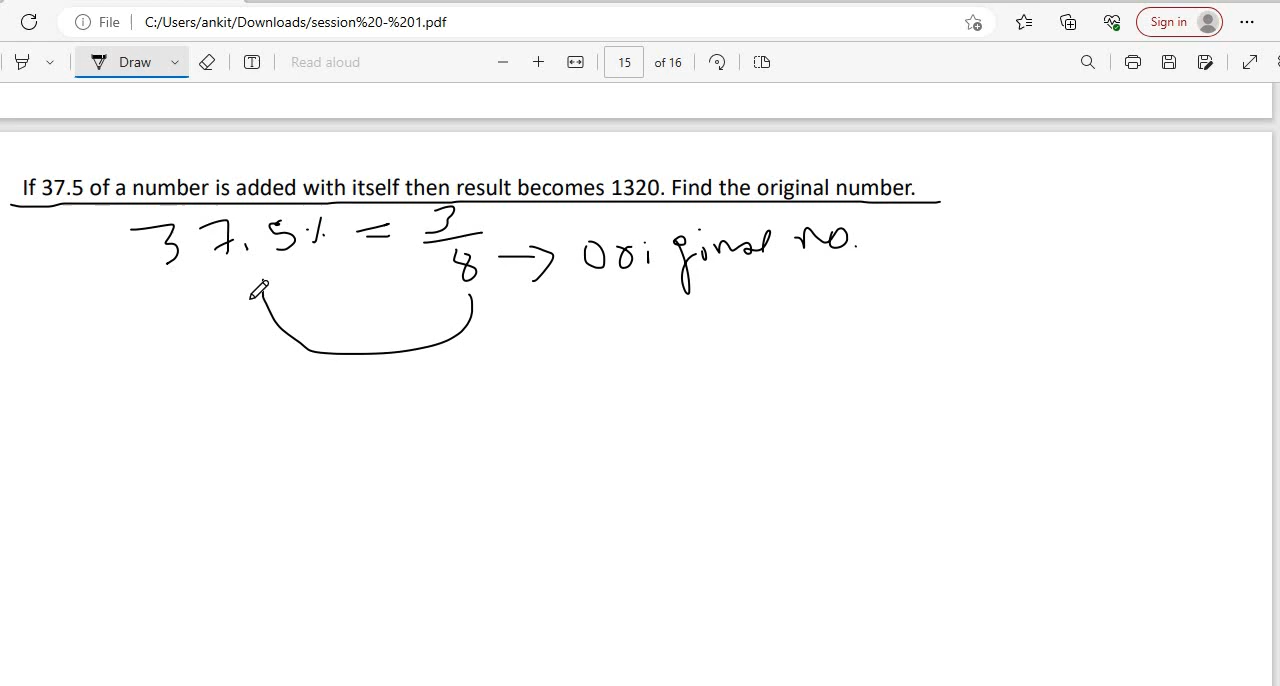 File C:/Users/ankit/Downloads/session%20-%201.pdf Sign in
Draw Read aloud 15 of 16
If 37.5 of a number is added with itself then result becomes 1320. Find the original number.
37.5% = 3/8 → Original no.